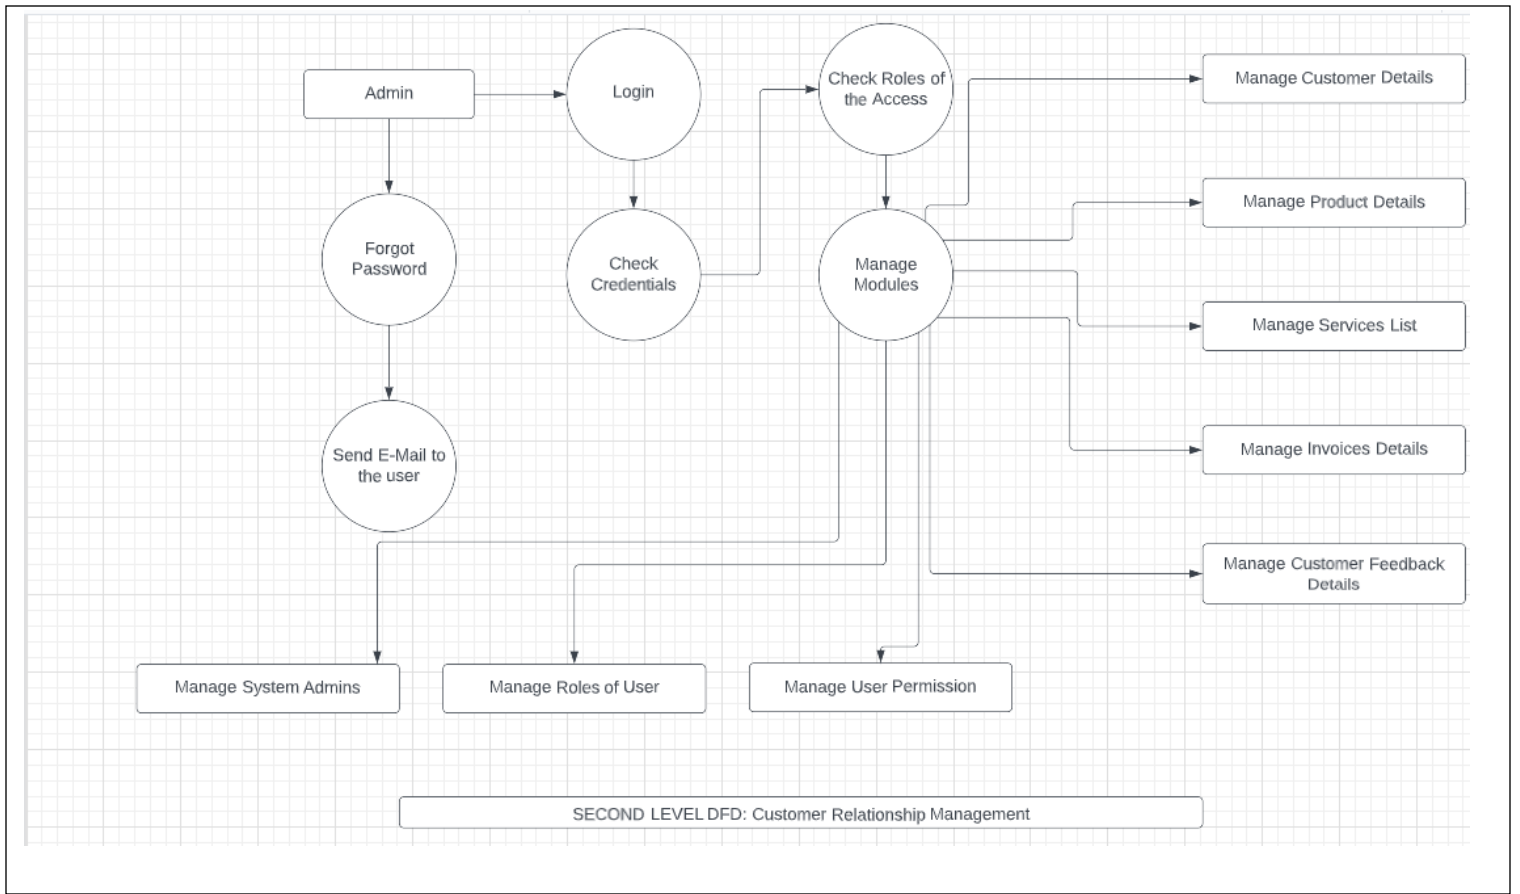 Admin
Login
Check Roles of
the Access
Manage Customer Details
Manage Product Details
Forgot
Password
Check
Credentials
Manage
Modules
Manage Services List
Manage Invoices Details
Send E-Mail to
the user
Manage Customer Feedback
Details
Manage System Admins
Manage Roles of User
Manage User Permission
SECOND LEVEL DFD: Customer Relationship Management